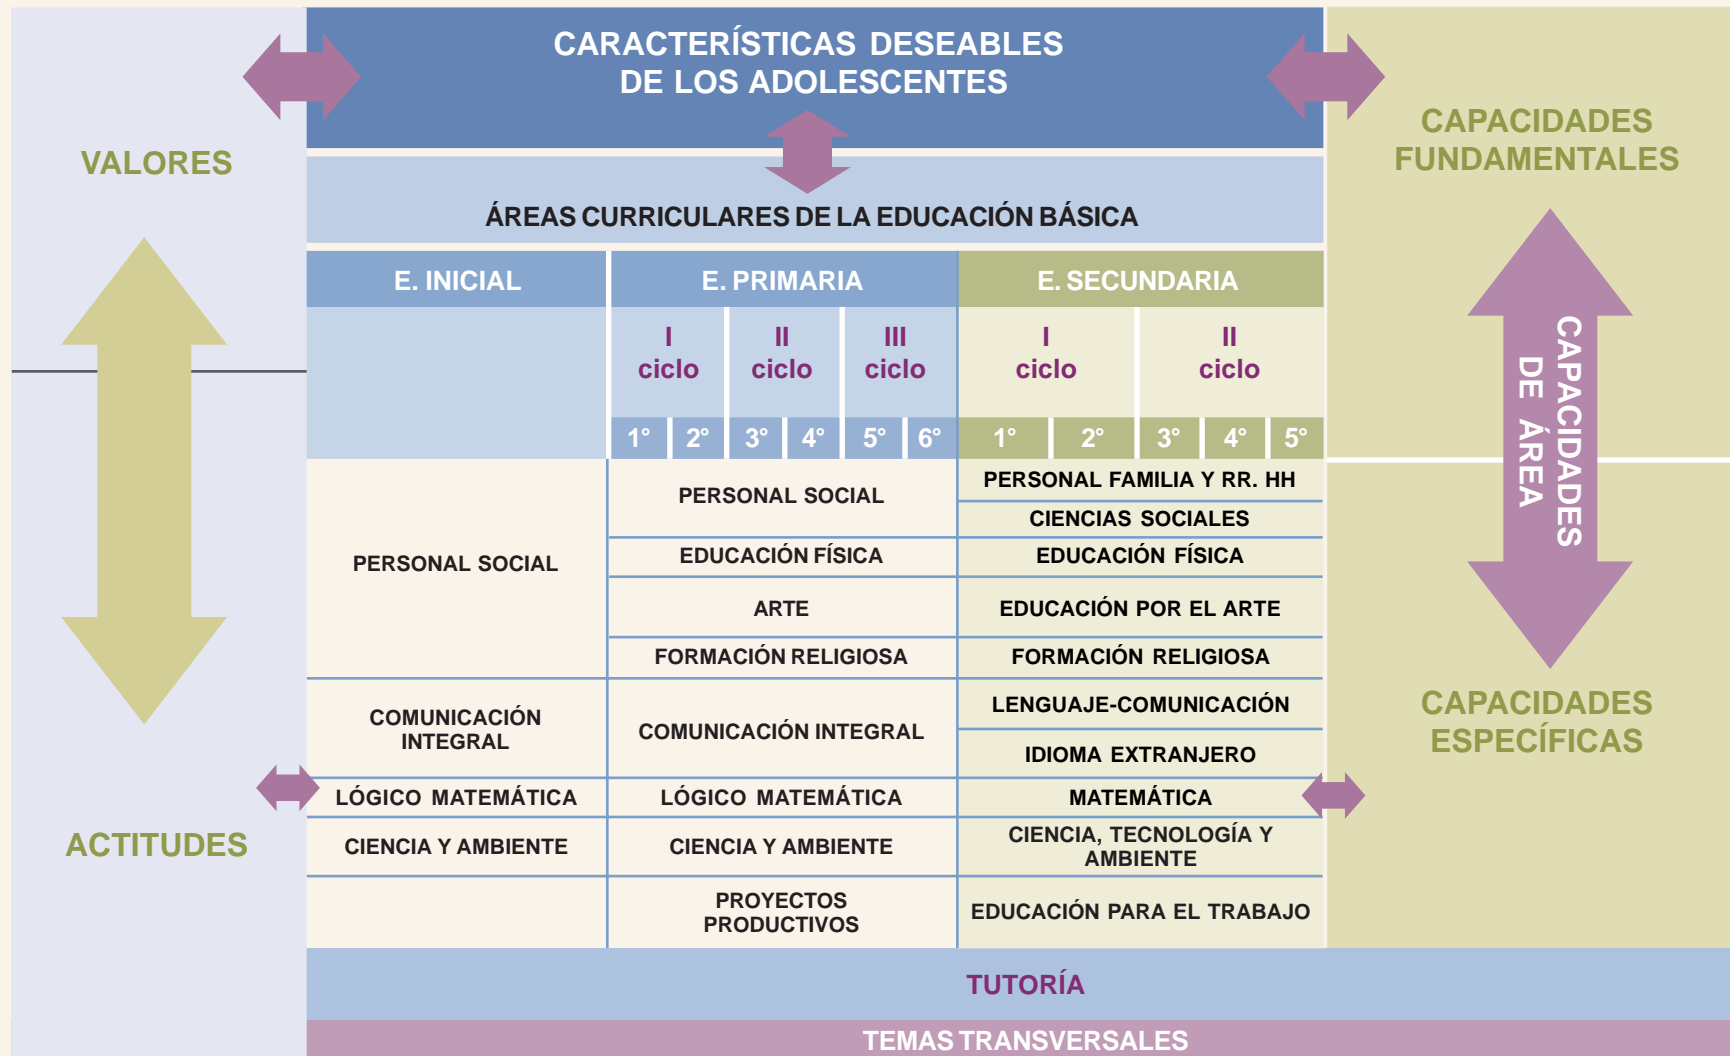 CARACTERÍSTICAS DESEABLES
DE LOS ADOLESCENTES
VALORES
CAPACIDADES
FUNDAMENTALES
ÁREAS CURRICULARES DE LA EDUCACIÓN BÁSICA
E. INICIAL
E. PRIMARIA
E. SECUNDARIA
I
ciclo
II
ciclo
III
ciclo
I
ciclo
II
ciclo
1° 2° 3° 4° 5° 6°
1° 2° 3° 4° 5°
CAPACIDADES
DE ÁREA
PERSONAL SOCIAL
PERSONAL SOCIAL
PERSONAL FAMILIA Y RR. HH
CIENCIAS SOCIALES
EDUCACIÓN FÍSICA
EDUCACIÓN FÍSICA
ARTE
EDUCACIÓN POR EL ARTE
FORMACIÓN RELIGIOSA
FORMACIÓN RELIGIOSA
COMUNICACIÓN
INTEGRAL
COMUNICACIÓN INTEGRAL
LENGUAJE-COMUNICACIÓN
IDIOMA EXTRANJERO
CAPACIDADES
ESPECÍFICAS
LÓGICO MATEMÁTICA
LÓGICO MATEMÁTICA
MATEMÁTICA
ACTITUDES
CIENCIA Y AMBIENTE
CIENCIA Y AMBIENTE
CIENCIA, TECNOLOGÍA Y
AMBIENTE
PROYECTOS
PRODUCTIVOS
EDUCACIÓN PARA EL TRABAJO
TUTORÍA
TEMAS TRANSVERSALES